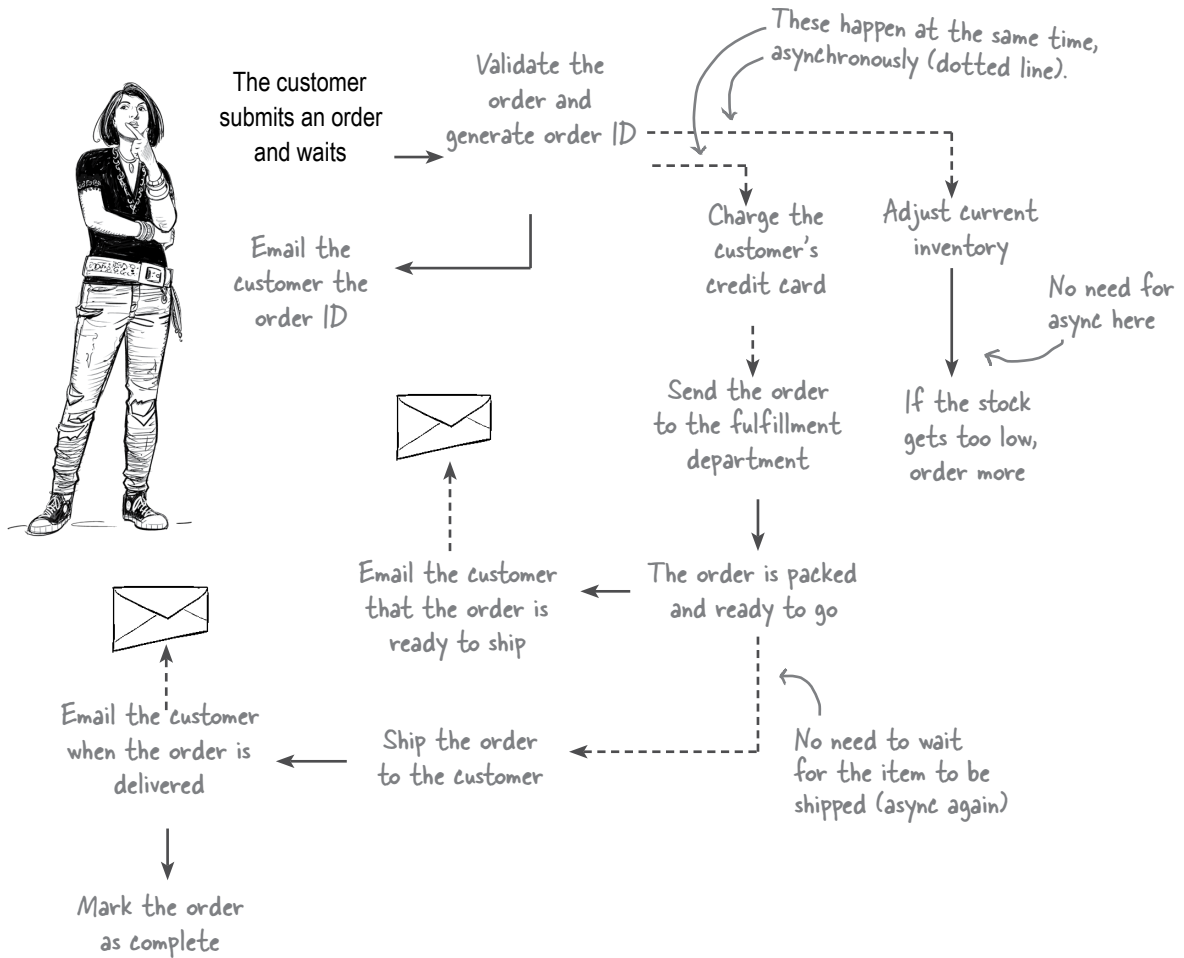 The customer
submits an order
and waits
Validate the
order and
generate order ID
These happen at the same time,
asynchronously (dotted line).
Email the
customer the
order ID
Charge the
customer's
credit card
Adjust current
inventory
No need for
async here
Send the order
to the fulfillment
department
If the stock
gets too low,
order more
Email the customer
that the order is
ready to ship
The order is packed
and ready to go
Email the customer
when the order is
delivered
Ship the order
to the customer
No need to wait
for the item to be
shipped (async again)
Mark the order
as complete